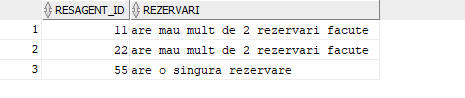 RESAGENT_ID REZERVARI
1 11 are mau mult de 2 rezervari facute
2 22 are mau mult de 2 rezervari facute
3 55 are o singura rezervare